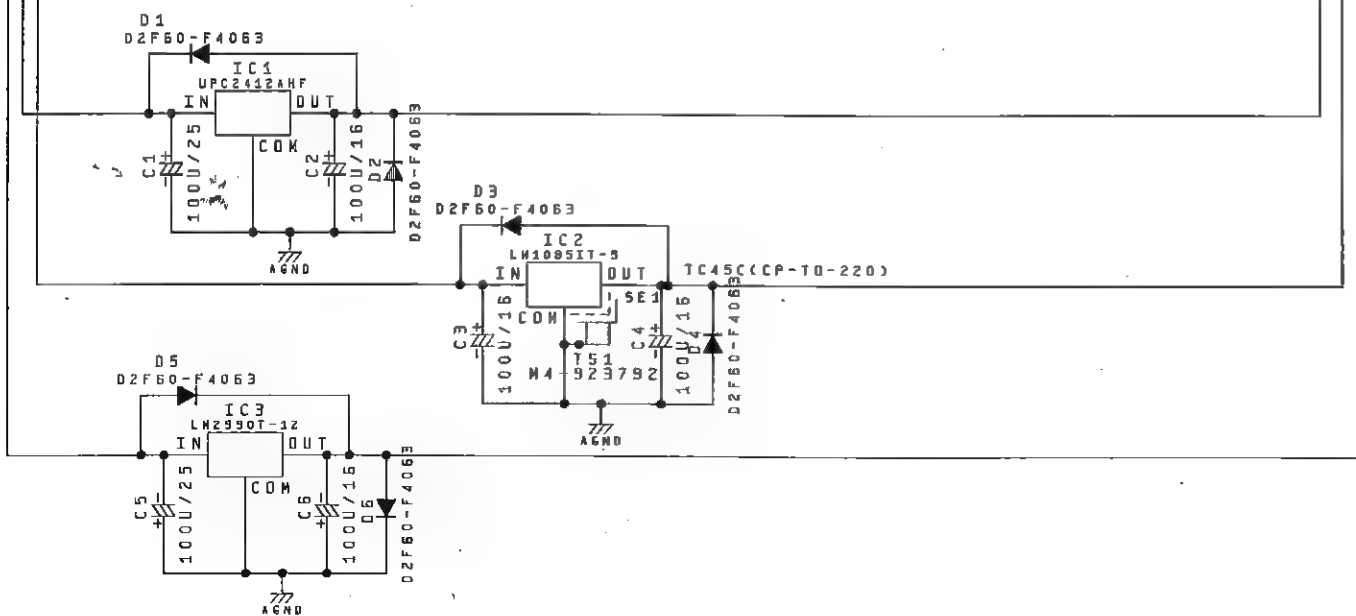 D1
D2F60-F4063
IC1
UPC2412AHF
IN
OUT
COM
C1
+
-
100U/25
C2
+
-
100U/16
D2
D2F60-F4063
AGND
D3
D2F60-F4063
IC2
LM1085IT-5
IN
OUT
TC45C(CP-TO-220)
SE1
COM
C3
+
-
100U/16
TS1
M4-923792
C4
+
-
100U/16
D4
D2F60-F4063
AGND
D5
D2F60-F4063
IC3
LM2990T-12
IN
OUT
COM
C5
-
+
100U/25
C6
-
+
100U/16
D6
D2F60-F4063
AGND